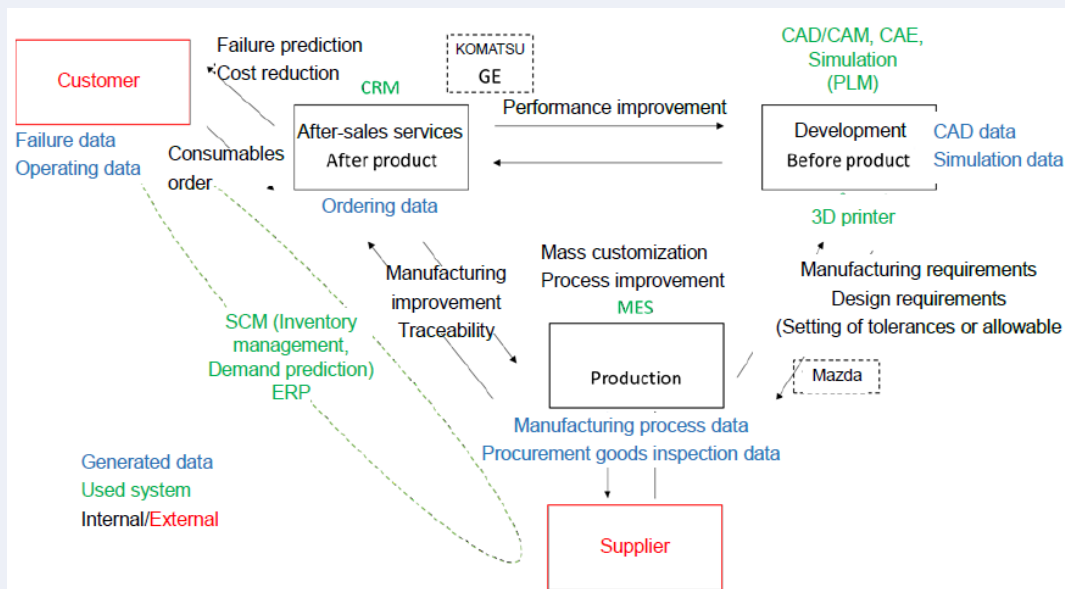 Customer
Failure data
Operating data
Failure prediction
Cost reduction
Consumables
order
CRM
KOMATSU
GE
After-sales services
After product
Ordering data
Performance improvement
CAD/CAM, CAE,
Simulation
(PLM)
Development
Before product
CAD data
Simulation data
3D printer
Manufacturing requirements
Design requirements
(Setting of tolerances or allowable
Mazda
Manufacturing
improvement
Traceability
Mass customization
Process improvement
MES
Production
Manufacturing process data
Procurement goods inspection data
SCM (Inventory
management,
Demand prediction)
ERP
Supplier
Generated data
Used system
Internal/External